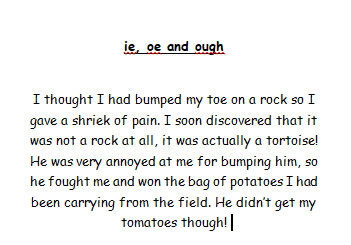 ie, oe and ough
I thought I had bumped my toe on a rock so I
gave a shriek of pain. I soon discovered that it
was not a rock at all, it was actually a tortoise!
He was very annoyed at me for bumping him, so
he fought me and won the bag of potatoes I had
been carrying from the field. He didn't get my
tomatoes though!